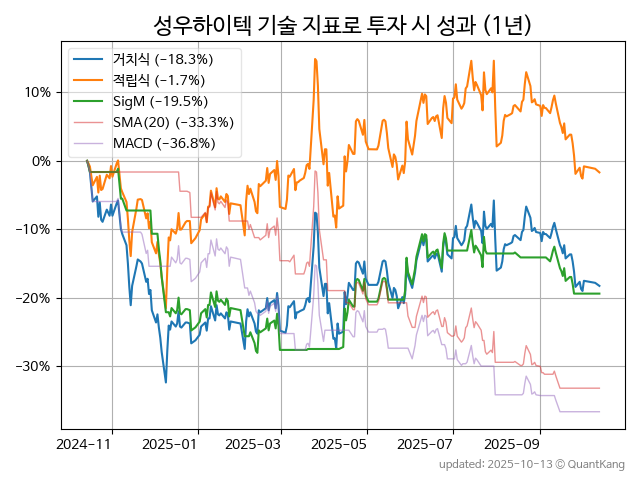 성우하이텍 기술 지표로 투자 시 성과 (1년)
거치식 (−18.3%)
적립식 (−1.7%)
SigM (−19.5%)
SMA(20) (−33.3%)
MACD (−36.8%)
10%
0%
−10%
−20%
−30%
2024−11
2025−01
2025−03
2025−05
2025−07
2025−09
updated: 2025-10-13 © QuantKang